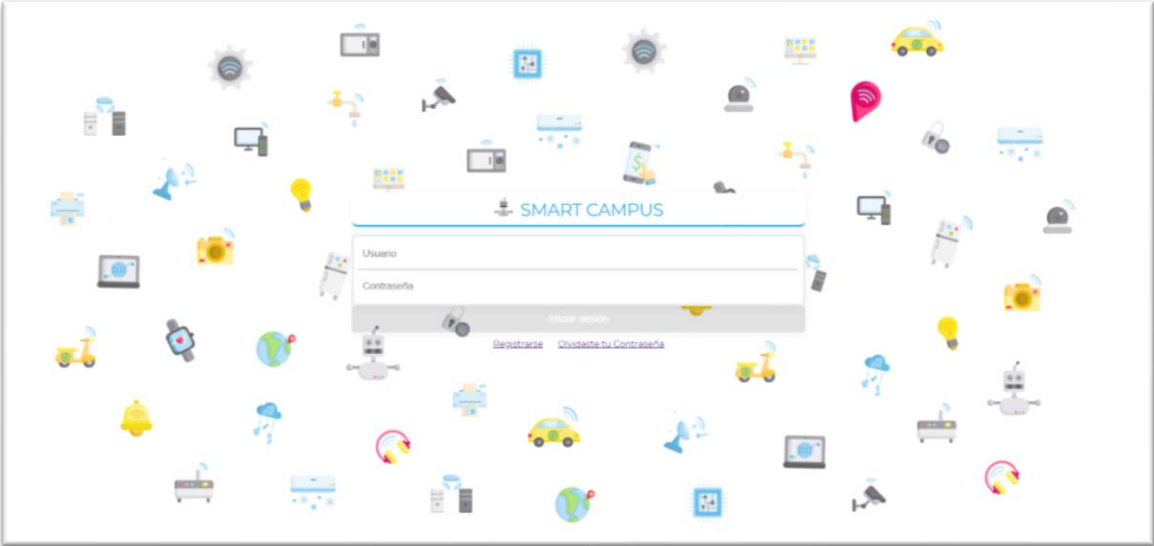 SMART CAMPUS
Usuario
Contraseña
Iniciar sesión
Registrarse Olvidaste tu Contraseña